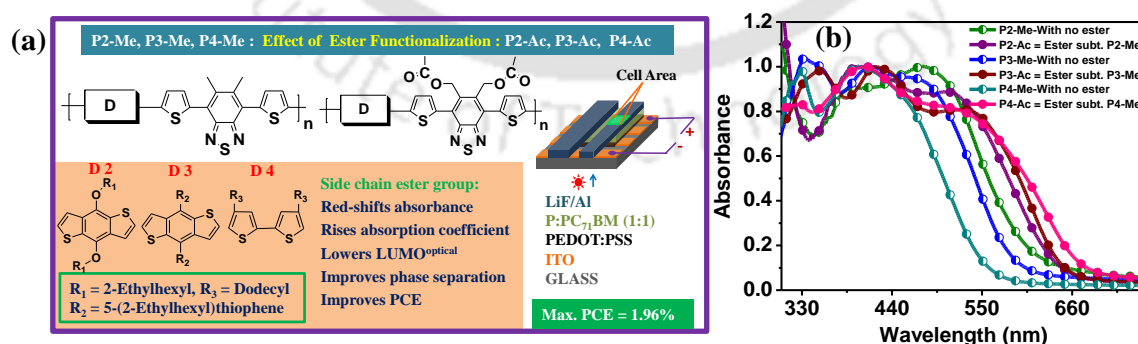 (a)
P2-Me, P3-Me, P4-Me : Effect of Ester Functionalization : P2-Ac, P3-Ac, P4-Ac
O O
O O
D S S n
N N
S
D S S n
N N
S
Cell Area
+
-
D 2 D 3 D 4
R1 R2 R3 R3
O
S S S
S S S
O
R1 R2
R1 = 2-Ethylhexyl, R3 = Dodecyl
R2 = 5-(2-Ethylhexyl)thiophene
Side chain ester group:
Red-shifts absorbance
Rises absorption coefficient
Lowers LUMOoptical
Improves phase separation
Improves PCE
LiF/Al
P:PC71BM (1:1)
PEDOT:PSS
ITO
GLASS
Max. PCE = 1.96%
(b)
P2-Me-With no ester
P2-Ac = Ester subt. P2-Me
P3-Me-With no ester
P3-Ac = Ester subt. P3-Me
P4-Me-With no ester
P4-Ac = Ester subt. P4-Me
Absorbance
1.2
1.0
0.8
0.6
0.4
0.2
0.0
330 440 550 660
Wavelength (nm)